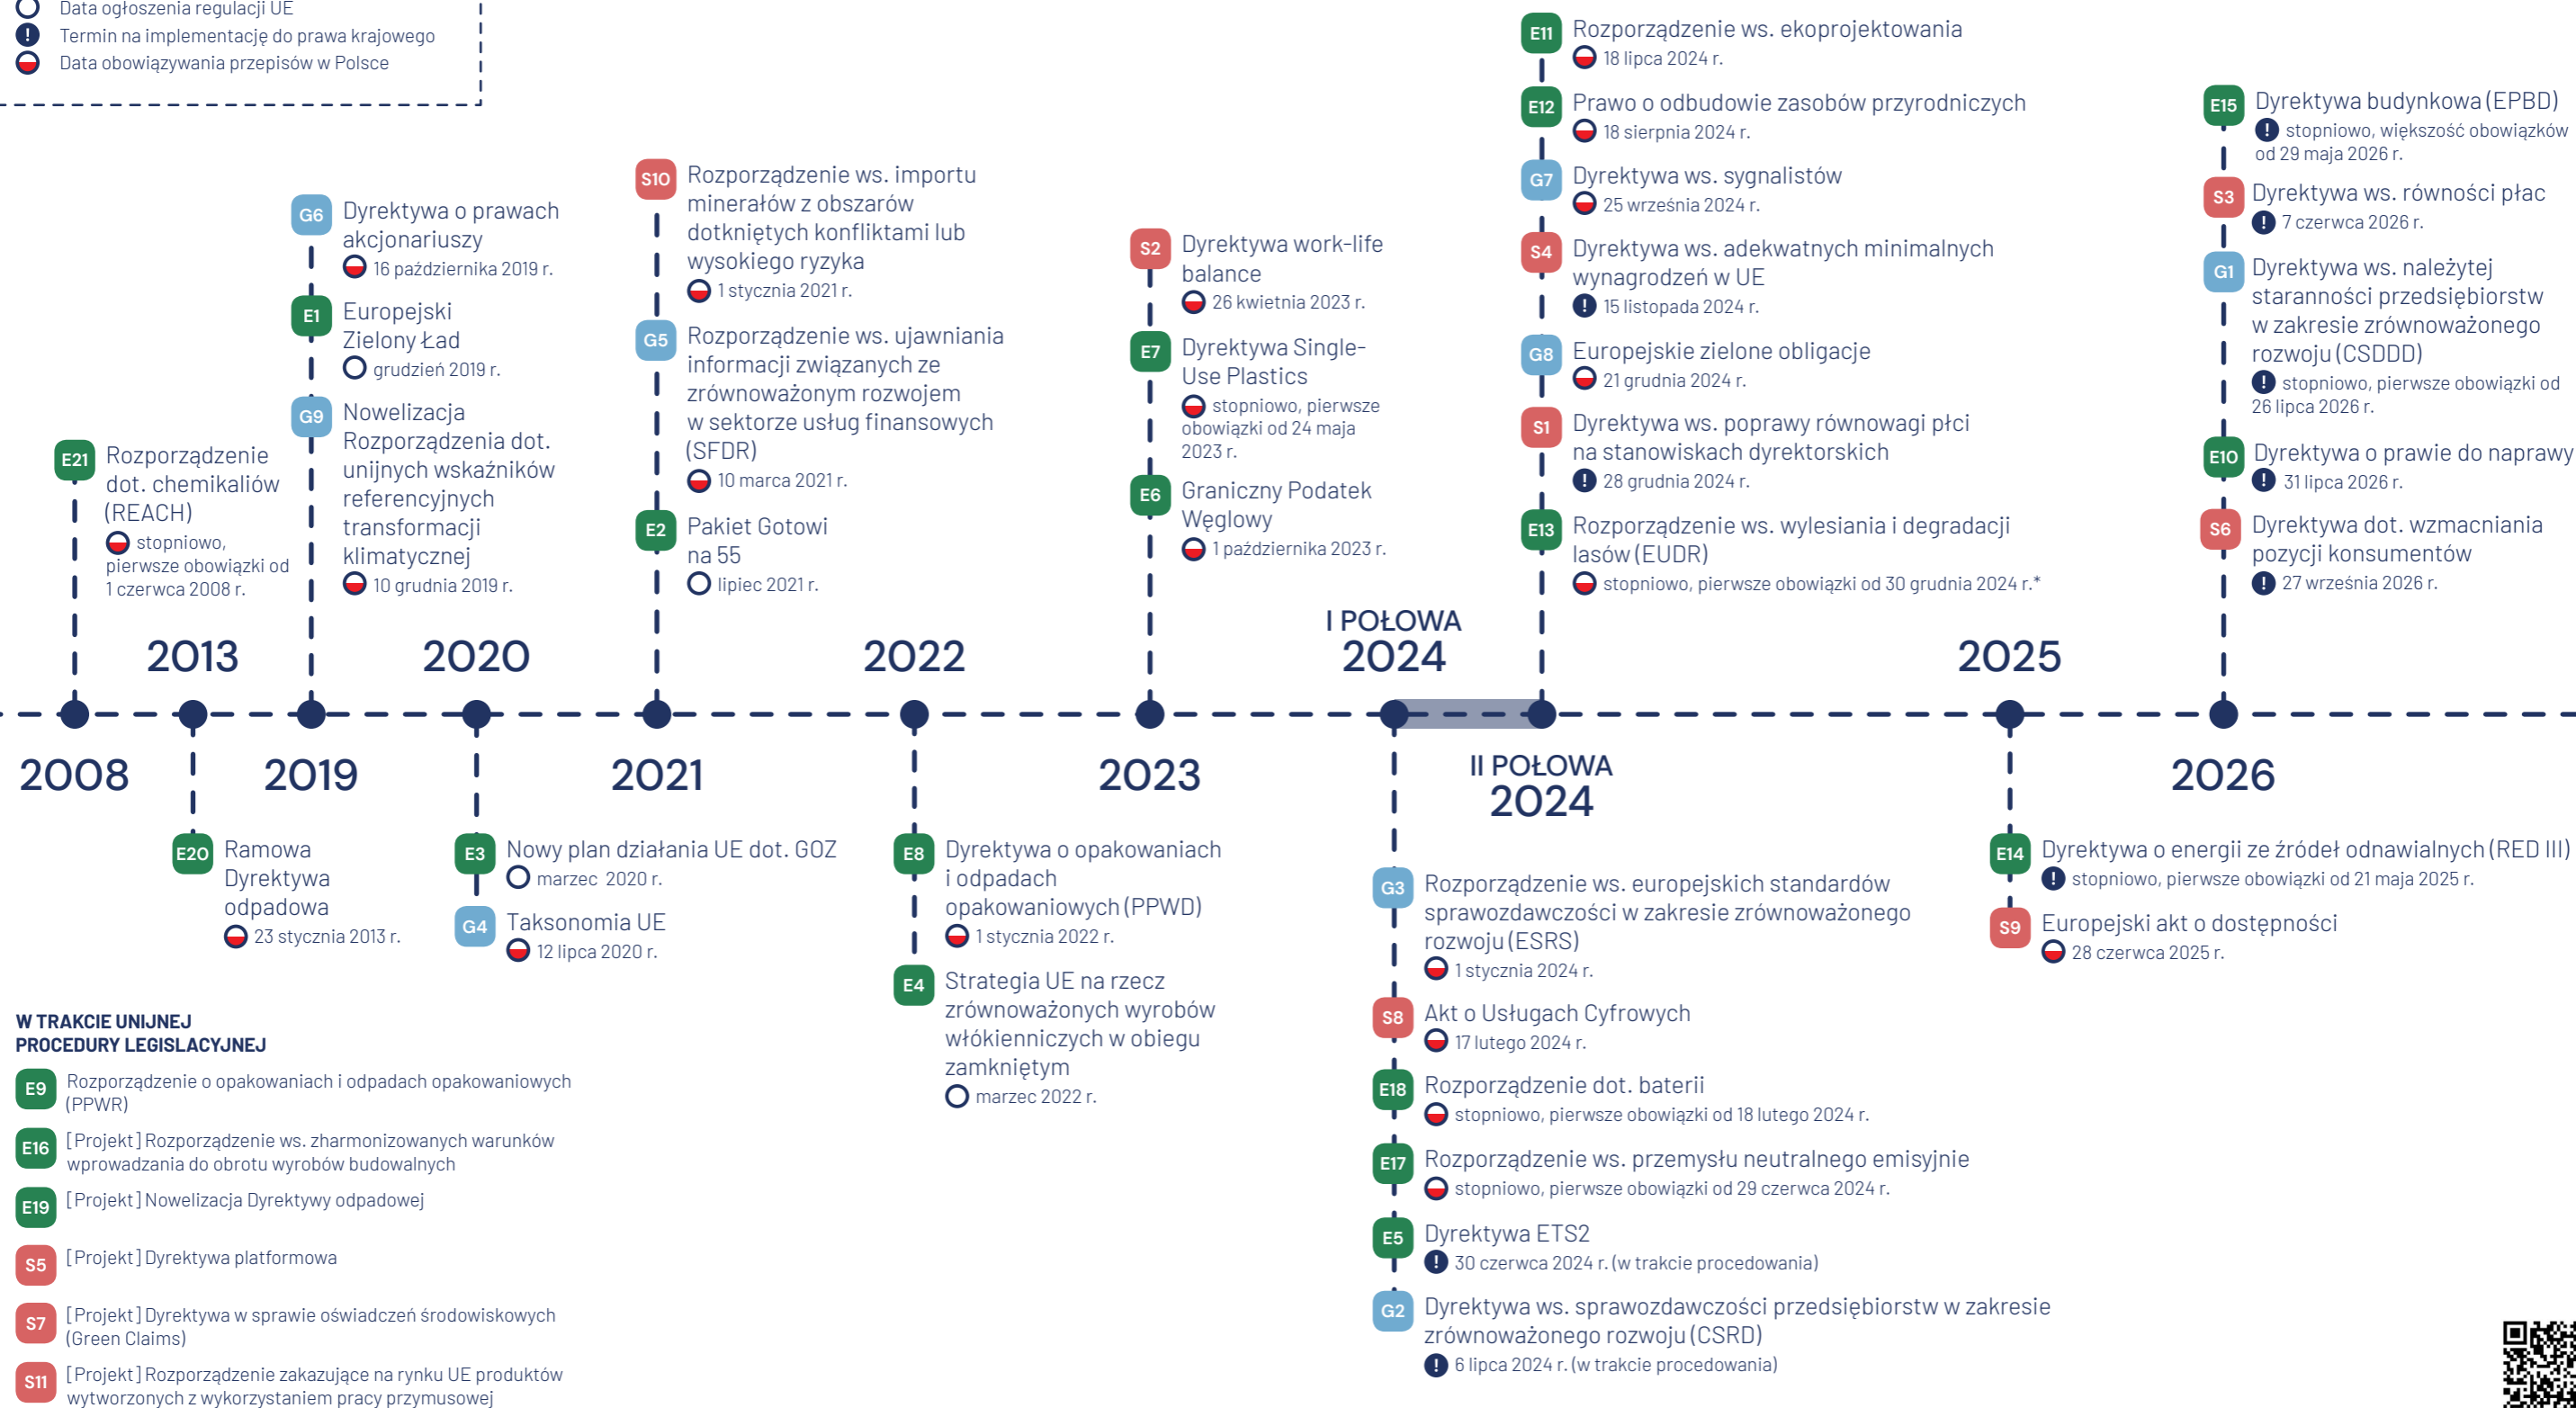 Data ogłoszenia regulacji UE
! Termin na implementację do prawa krajowego
Data obowiązywania przepisów w Polsce
E21 Rozporządzenie
dot. chemikaliów
(REACH)
stopniowo,
pierwsze obowiązki od
1 czerwca 2008 r.
G6 Dyrektywa o prawach
akcjonariuszy
16 października 2019 r.
E1 Europejski
Zielony Ład
grudzień 2019 r.
G9 Nowelizacja
Rozporządzenia dot.
unijnych wskaźników
referencyjnych
transformacji
klimatycznej
10 grudnia 2019 r.
S10 Rozporządzenie ws. importu
minerałów z obszarów
dotkniętych konfliktami lub
wysokiego ryzyka
1 stycznia 2021 r.
G5 Rozporządzenie ws. ujawniania
informacji związanych ze
zrównoważonym rozwojem
w sektorze usług finansowych
(SFDR)
10 marca 2021 r.
E2 Pakiet Gotowi
na 55
lipiec 2021 r.
S2 Dyrektywa work-life
balance
26 kwietnia 2023 r.
E7 Dyrektywa Single-
Use Plastics
stopniowo, pierwsze
obowiązki od 24 maja
2023 r.
E6 Graniczny Podatek
Węglowy
1 października 2023 r.
E11 Rozporządzenie ws. ekoprojektowania
18 lipca 2024 r.
E12 Prawo o odbudowie zasobów przyrodniczych
18 sierpnia 2024 r.
G7 Dyrektywa ws. sygnalistów
25 września 2024 r.
S4 Dyrektywa ws. adekwatnych minimalnych
wynagrodzeń w UE
! 15 listopada 2024 r.
G8 Europejskie zielone obligacje
21 grudnia 2024 r.
S1 Dyrektywa ws. poprawy równowagi płci
na stanowiskach dyrektorskich
! 28 grudnia 2024 r.
E13 Rozporządzenie ws. wylesiania i degradacji
lasów (EUDR)
stopniowo, pierwsze obowiązki od 30 grudnia 2024 r.*
E15 Dyrektywa budynkowa (EPBD)
! stopniowo, większość obowiązków
od 29 maja 2026 r.
S3 Dyrektywa ws. równości płac
! 7 czerwca 2026 r.
G1 Dyrektywa ws. należytej
staranności przedsiębiorstw
w zakresie zrównoważonego
rozwoju (CSDDD)
! stopniowo, pierwsze obowiązki od
26 lipca 2026 r.
E10 Dyrektywa o prawie do naprawy
! 31 lipca 2026 r.
S6 Dyrektywa dot. wzmacniania
pozycji konsumentów
! 27 września 2026 r.
2013
2020
2022
I POŁOWA
2024
2025
2008
2019
2021
2023
II POŁOWA
2024
2026
E20 Ramowa
Dyrektywa
odpadowa
23 stycznia 2013 r.
E3 Nowy plan działania UE dot. GOZ
marzec 2020 r.
G4 Taksonomia UE
12 lipca 2020 r.
E8 Dyrektywa o opakowaniach
i odpadach
opakowaniowych (PPWD)
1 stycznia 2022 r.
E4 Strategia UE na rzecz
zrównoważonych wyrobów
włókienniczych w obiegu
zamkniętym
marzec 2022 r.
G3 Rozporządzenie ws. europejskich standardów
sprawozdawczości w zakresie zrównoważonego
rozwoju (ESRS)
1 stycznia 2024 r.
S8 Akt o Usługach Cyfrowych
17 lutego 2024 r.
E18 Rozporządzenie dot. baterii
stopniowo, pierwsze obowiązki od 18 lutego 2024 r.
E17 Rozporządzenie ws. przemysłu neutralnego emisyjnie
stopniowo, pierwsze obowiązki od 29 czerwca 2024 r.
E5 Dyrektywa ETS2
! 30 czerwca 2024 r. (w trakcie procedowania)
G2 Dyrektywa ws. sprawozdawczości przedsiębiorstw w zakresie
zrównoważonego rozwoju (CSRD)
! 6 lipca 2024 r. (w trakcie procedowania)
E14 Dyrektywa o energii ze źródeł odnawialnych (RED III)
! stopniowo, pierwsze obowiązki od 21 maja 2025 r.
S9 Europejski akt o dostępności
28 czerwca 2025 r.
W TRAKCIE UNIJNEJ
PROCEDURY LEGISLACYJNEJ
E9 Rozporządzenie o opakowaniach i odpadach opakowaniowych
(PPWR)
E16 [Projekt] Rozporządzenie ws. zharmonizowanych warunków
wprowadzania do obrotu wyrobów budowalnych
E19 [Projekt] Nowelizacja Dyrektywy odpadowej
S5 [Projekt] Dyrektywa platformowa
S7 [Projekt] Dyrektywa w sprawie oświadczeń środowiskowych
(Green Claims)
S11 [Projekt] Rozporządzenie zakazujące na rynku UE produktów
wytworzonych z wykorzystaniem pracy przymusowej